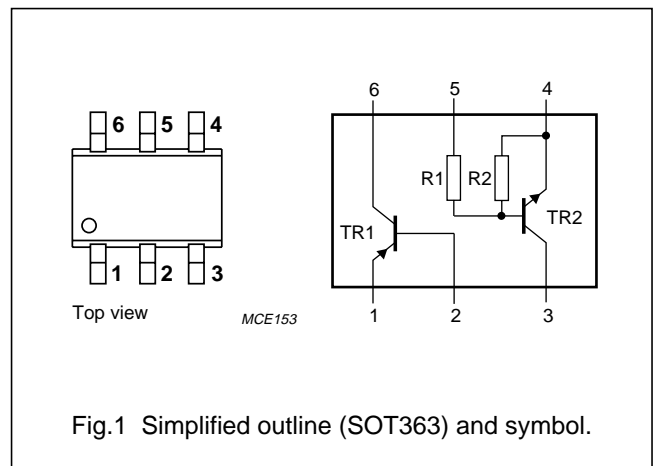 6 5 4
1 2 3
Top view
MCE153
6 5 4
R1 R2
TR1 TR2
1 2 3
Fig.1 Simplified outline (SOT363) and symbol.